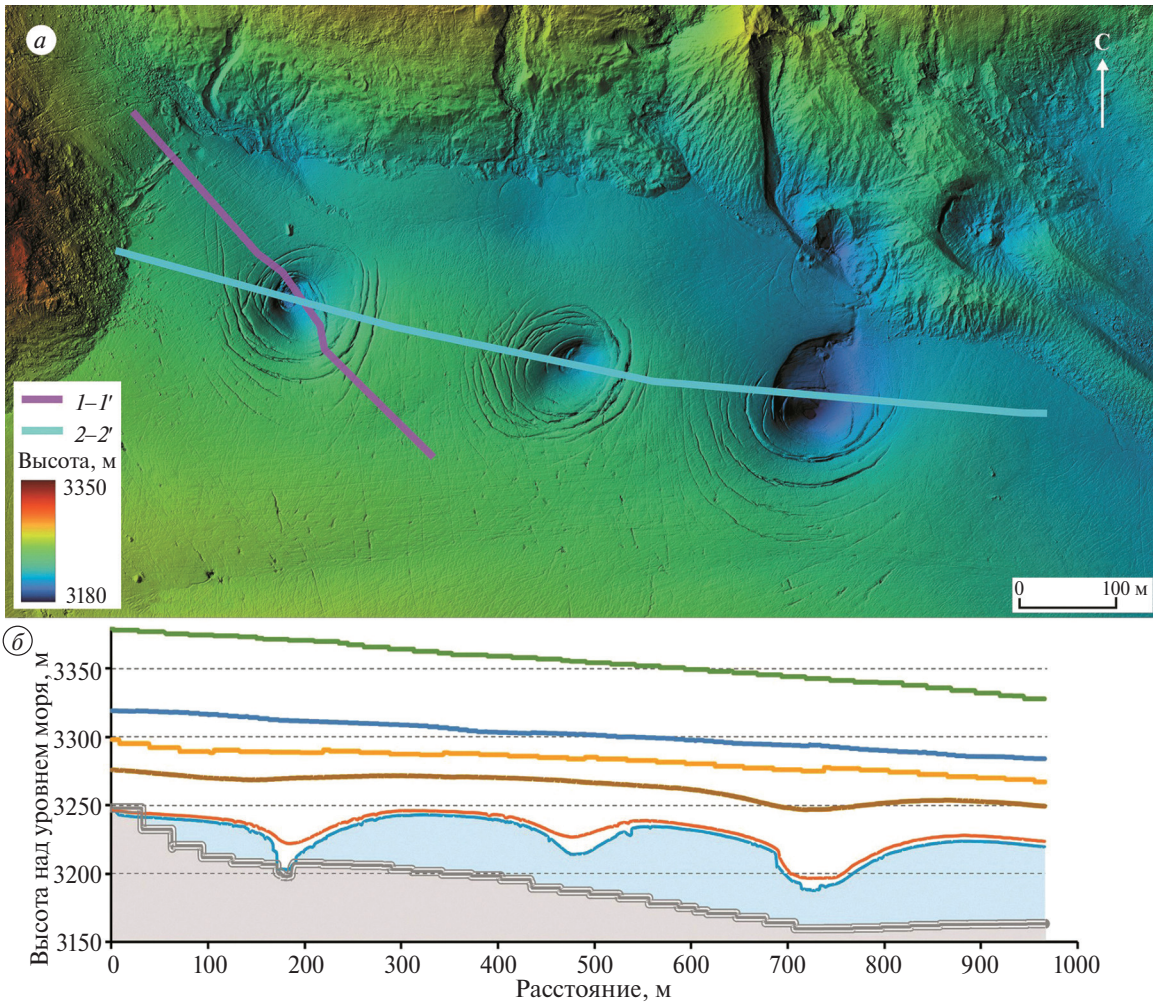 а
С
1–1′
2–2′
Высота, м
3350
3180
0 100 м
б
Высота над уровнем моря, м
3350
3300
3250
3200
3150
0 100 200 300 400 500 600 700 800 900 1000
Расстояние, м